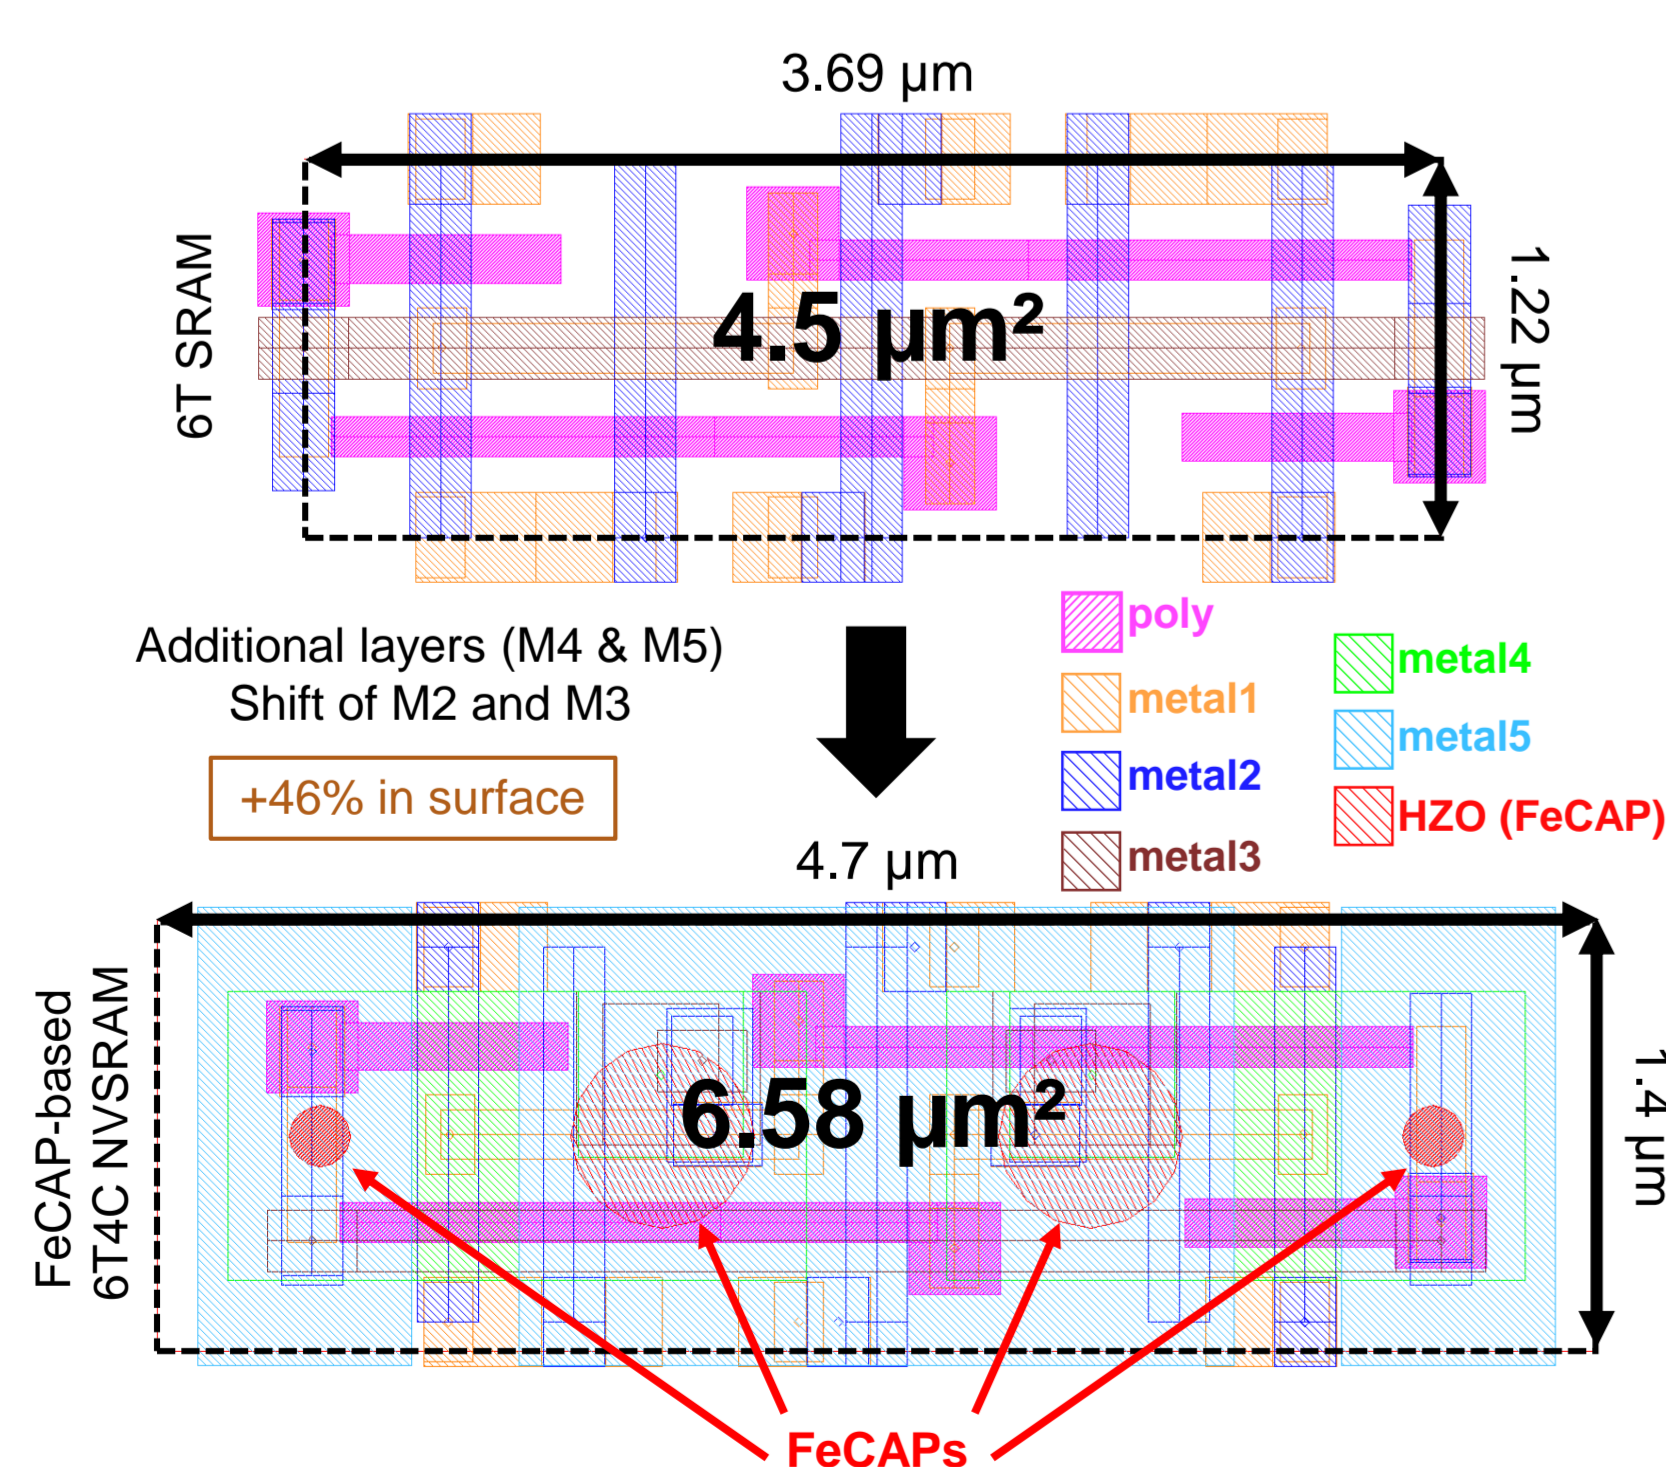 3.69 µm
6T SRAM
4.5 µm²
1.22 µm
Additional layers (M4 & M5)
Shift of M2 and M3
+46% in surface
poly
metal1
metal2
metal3
metal4
metal5
HZO (FeCAP)
4.7 µm
FeCAP-based
6T4C NVSRAM
6.58 µm²
1.4 µm
FeCAPs